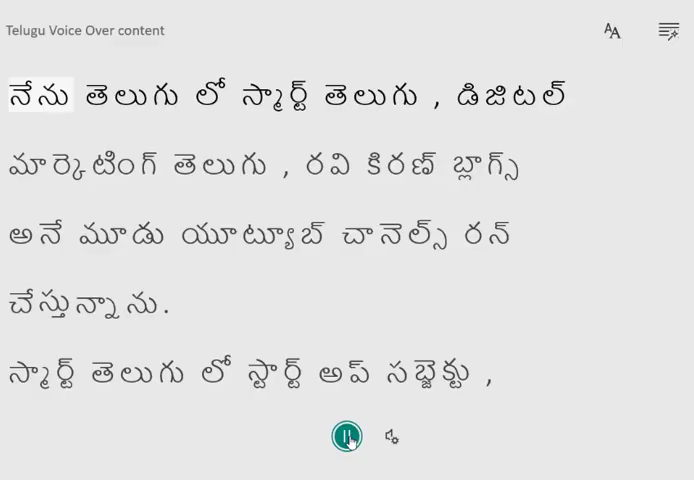 Telugu Voice Over content
నేను తెలుగు లో స్మార్ట్ తెలుగు , డిజిటల్
మార్కెటింగ్ తెలుగు , రవి కిరణ్ బ్లాగ్స్
అనే మూడు యూట్యూబ్ చానెల్స్ రన్
చేస్తున్నాను.
స్మార్ట్ తెలుగు లో స్టార్ట్ అప్ సబ్జెక్టు ,